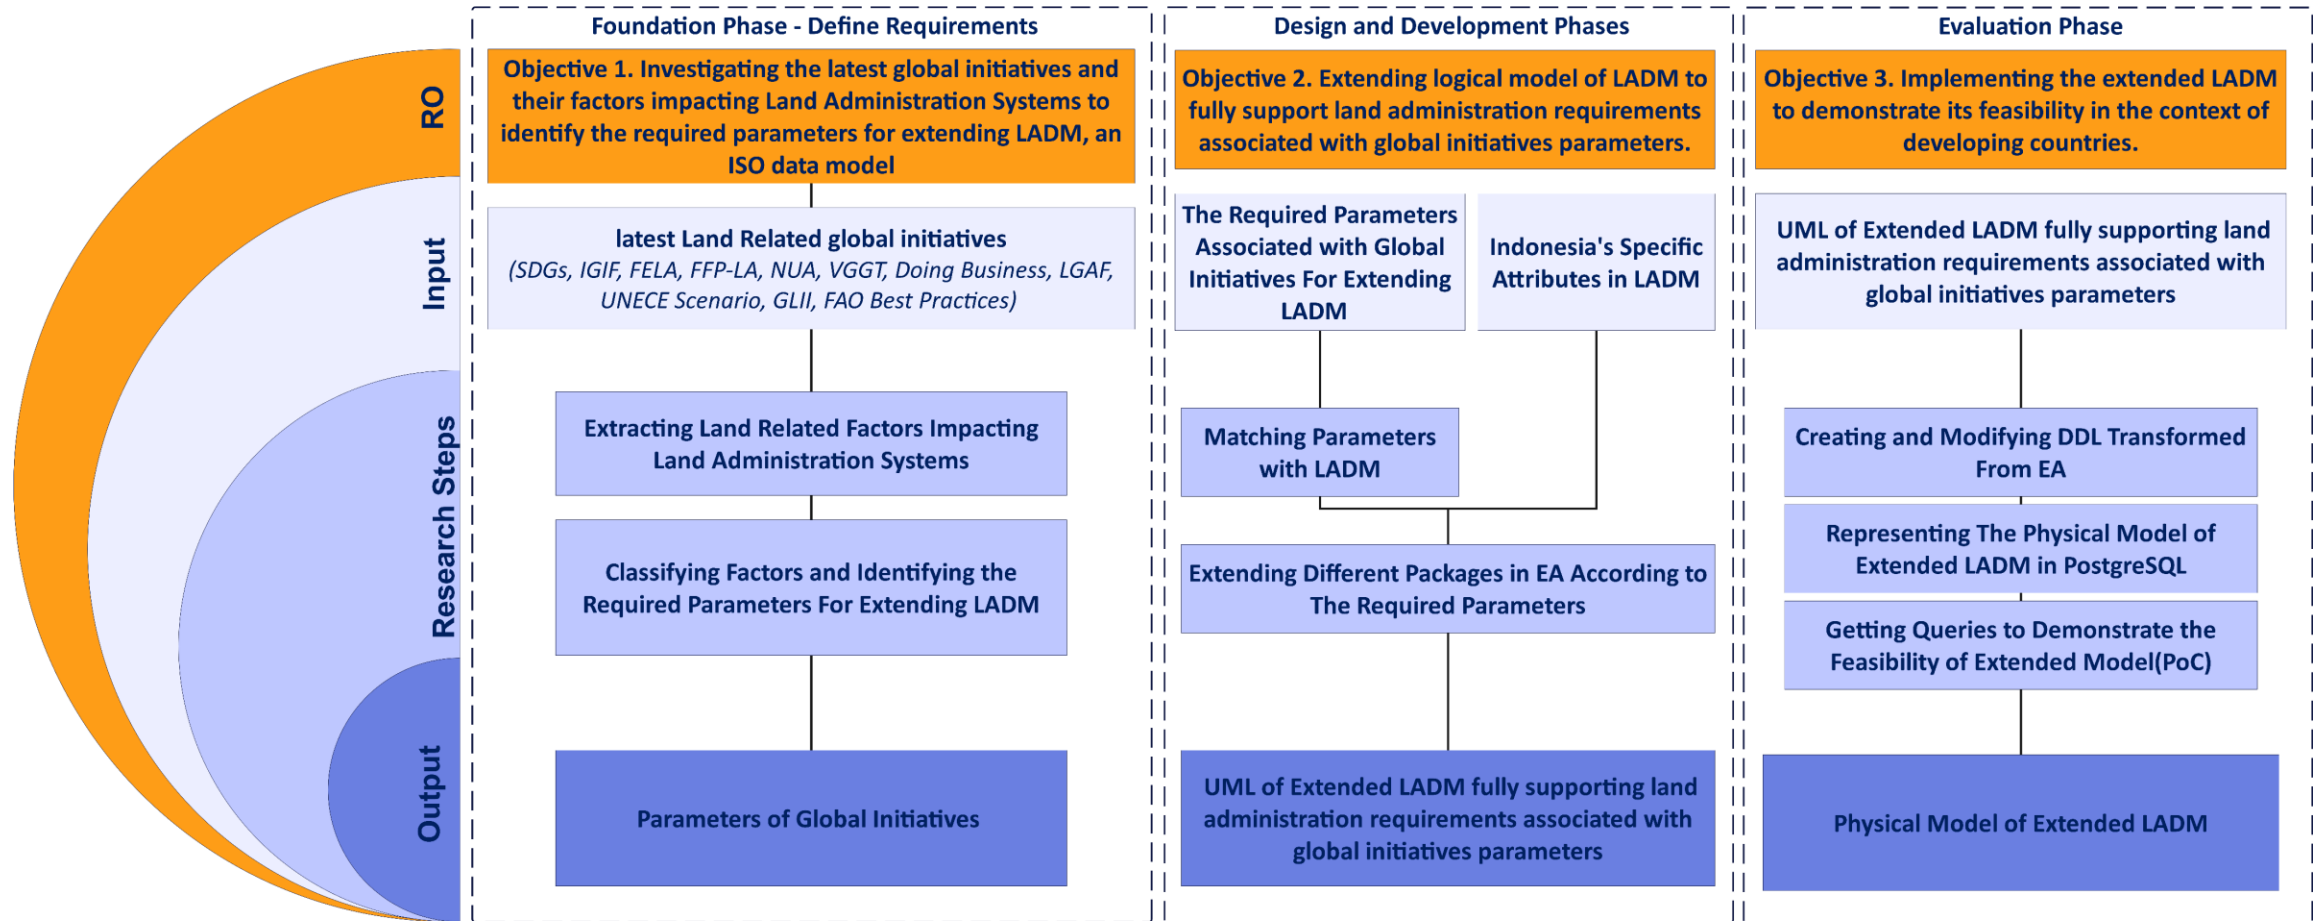 RO
Input
Research Steps
Output
Foundation Phase - Define Requirements
Objective 1. Investigating the latest global initiatives and
their factors impacting Land Administration Systems to
identify the required parameters for extending LADM, an
ISO data model
latest Land Related global initiatives
(SDGs, IGIF, FELA, FFP-LA, NUA, VGGT, Doing Business, LGAF,
UNECE Scenario, GLII, FAO Best Practices)
Extracting Land Related Factors Impacting
Land Administration Systems
Classifying Factors and Identifying the
Required Parameters For Extending LADM
Parameters of Global Initiatives
Design and Development Phases
Objective 2. Extending logical model of LADM to
fully support land administration requirements
associated with global initiatives parameters.
The Required Parameters
Associated with Global
Initiatives For Extending
LADM
Indonesia's Specific
Attributes in LADM
Matching Parameters
with LADM
Extending Different Packages in EA According to
The Required Parameters
UML of Extended LADM fully supporting land
administration requirements associated with
global initiatives parameters
Evaluation Phase
Objective 3. Implementing the extended LADM
to demonstrate its feasibility in the context of
developing countries.
UML of Extended LADM fully supporting land
administration requirements associated with
global initiatives parameters
Creating and Modifying DDL Transformed
From EA
Representing The Physical Model of
Extended LADM in PostgreSQL
Getting Queries to Demonstrate the
Feasibility of Extended Model(PoC)
Physical Model of Extended LADM